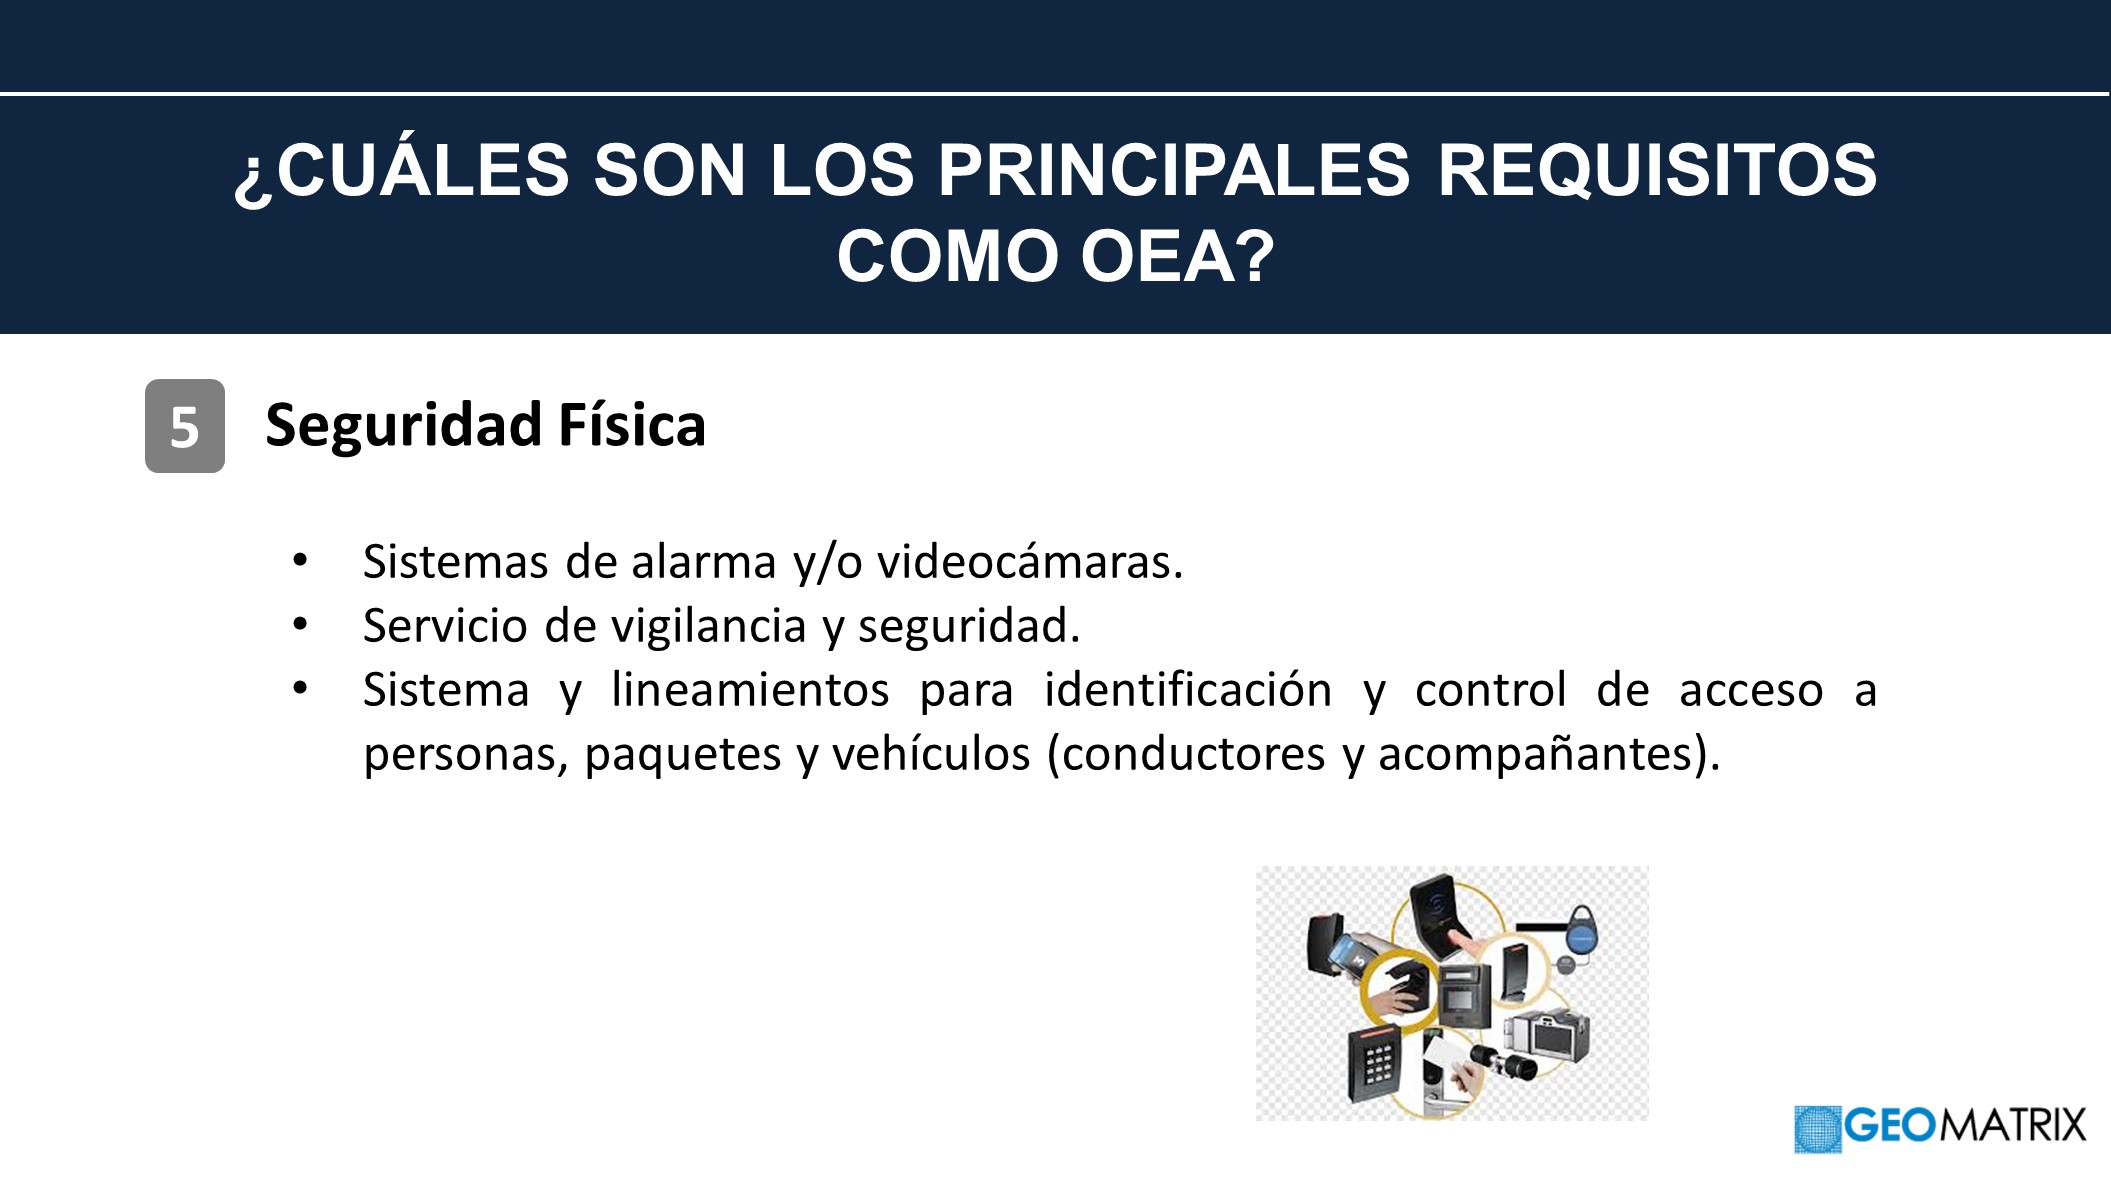 ¿CUÁLES SON LOS PRINCIPALES REQUISITOS
COMO OEA?
5
Seguridad Física
• Sistemas de alarma y/o videocámaras.
• Servicio de vigilancia y seguridad.
• Sistema y lineamientos para identificación y control de acceso a
personas, paquetes y vehículos (conductores y acompañantes).
GEOMATRIX